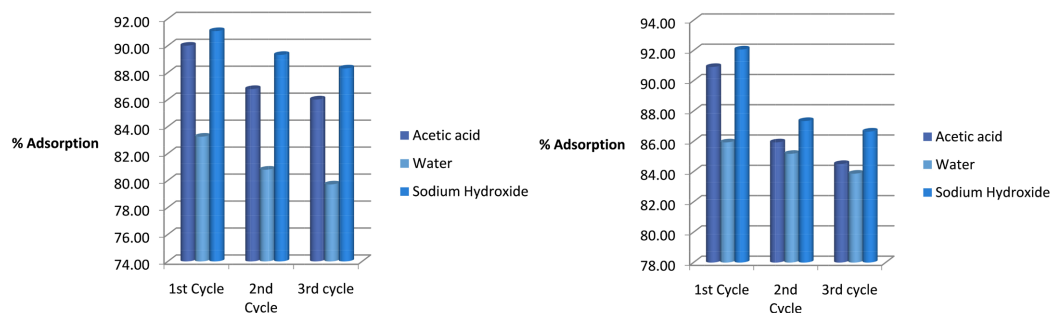 92.00
90.00
88.00
86.00
84.00
82.00
80.00
78.00
76.00
74.00
% Adsorption
1st Cycle
2nd
Cycle
3rd cycle
Acetic acid
Water
Sodium Hydroxide
94.00
92.00
90.00
88.00
86.00
84.00
82.00
80.00
78.00
% Adsorption
1st Cycle
2nd
Cycle
3rd cycle
Acetic acid
Water
Sodium Hydroxide